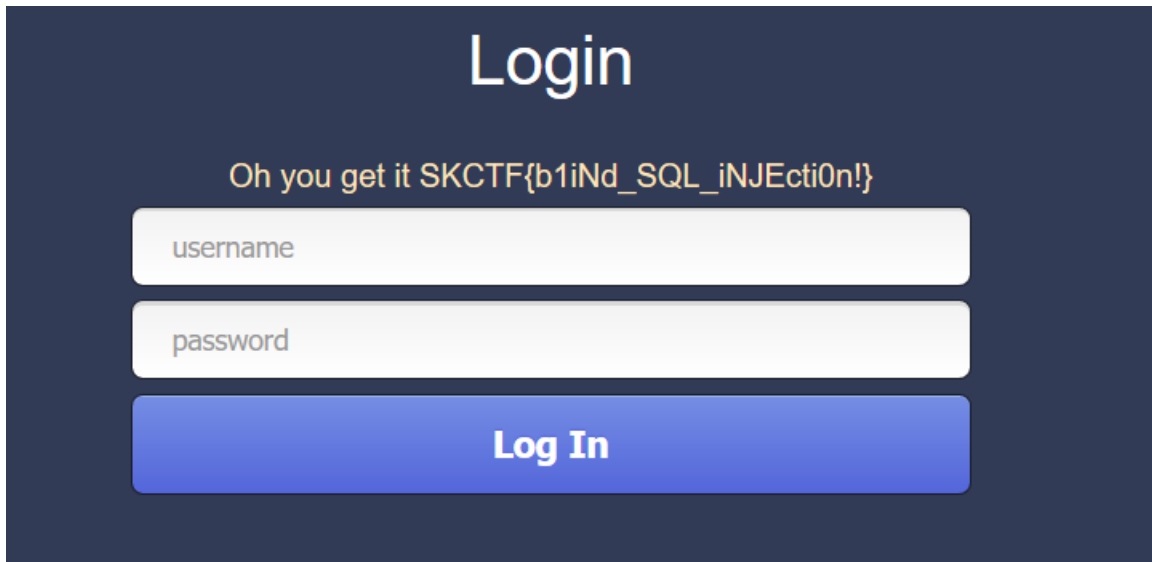 Login
Oh you get it SKCTF{b1iNd_SQL_iNJEcti0n!}
username
password
Log In